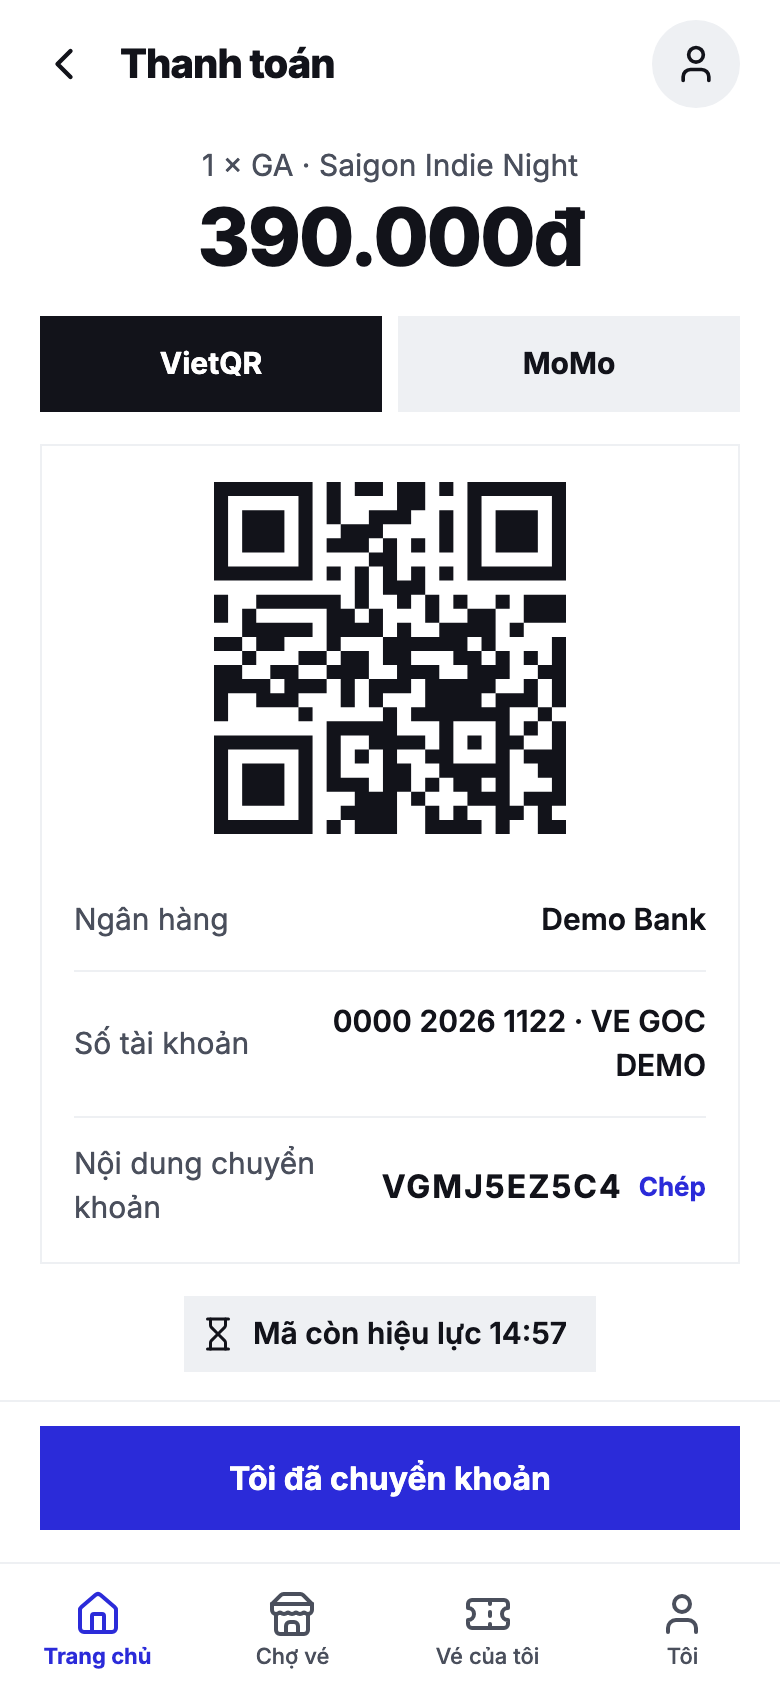 Thanh toán
1 × GA · Saigon Indie Night
390.000đ
VietQR
MoMo
Ngân hàng
Demo Bank
Số tài khoản
0000 2026 1122 · VE GOC
DEMO
Nội dung chuyển
khoản
VGMJ5EZ5C4 Chép
Mã còn hiệu lực 14:57
Tôi đã chuyển khoản
Trang chủ
Chợ vé
Vé của tôi
Tôi